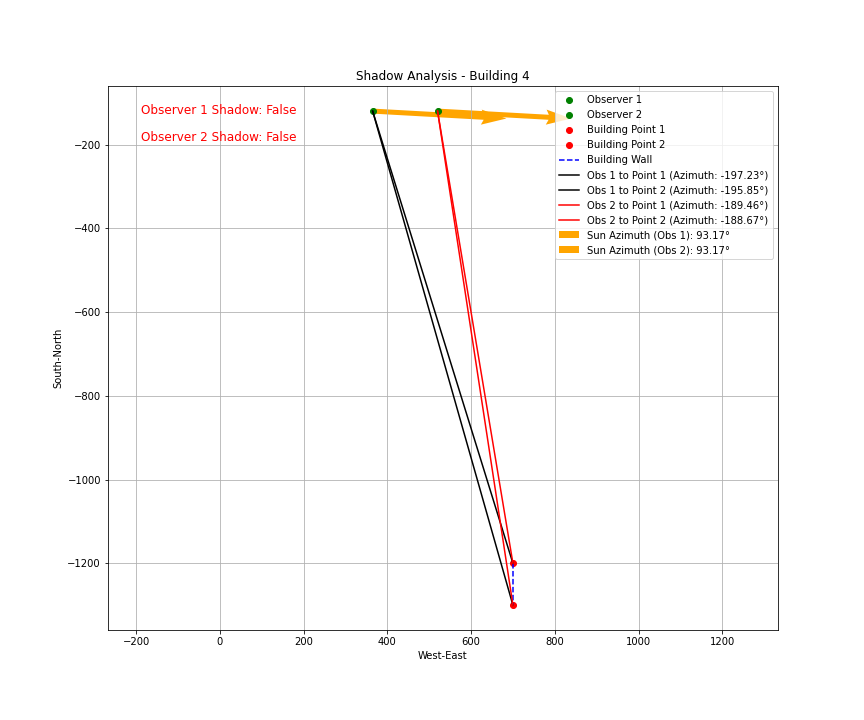 Shadow Analysis - Building 4
Observer 1 Shadow: False
Observer 2 Shadow: False
Observer 1
Observer 2
Building Point 1
Building Point 2
Building Wall
Obs 1 to Point 1 (Azimuth: -197.23°)
Obs 1 to Point 2 (Azimuth: -195.85°)
Obs 2 to Point 1 (Azimuth: -189.46°)
Obs 2 to Point 2 (Azimuth: -188.67°)
Sun Azimuth (Obs 1): 93.17°
Sun Azimuth (Obs 2): 93.17°
South-North
−200
−400
−600
−800
−1000
−1200
−200 0 200 400 600 800 1000 1200
West-East